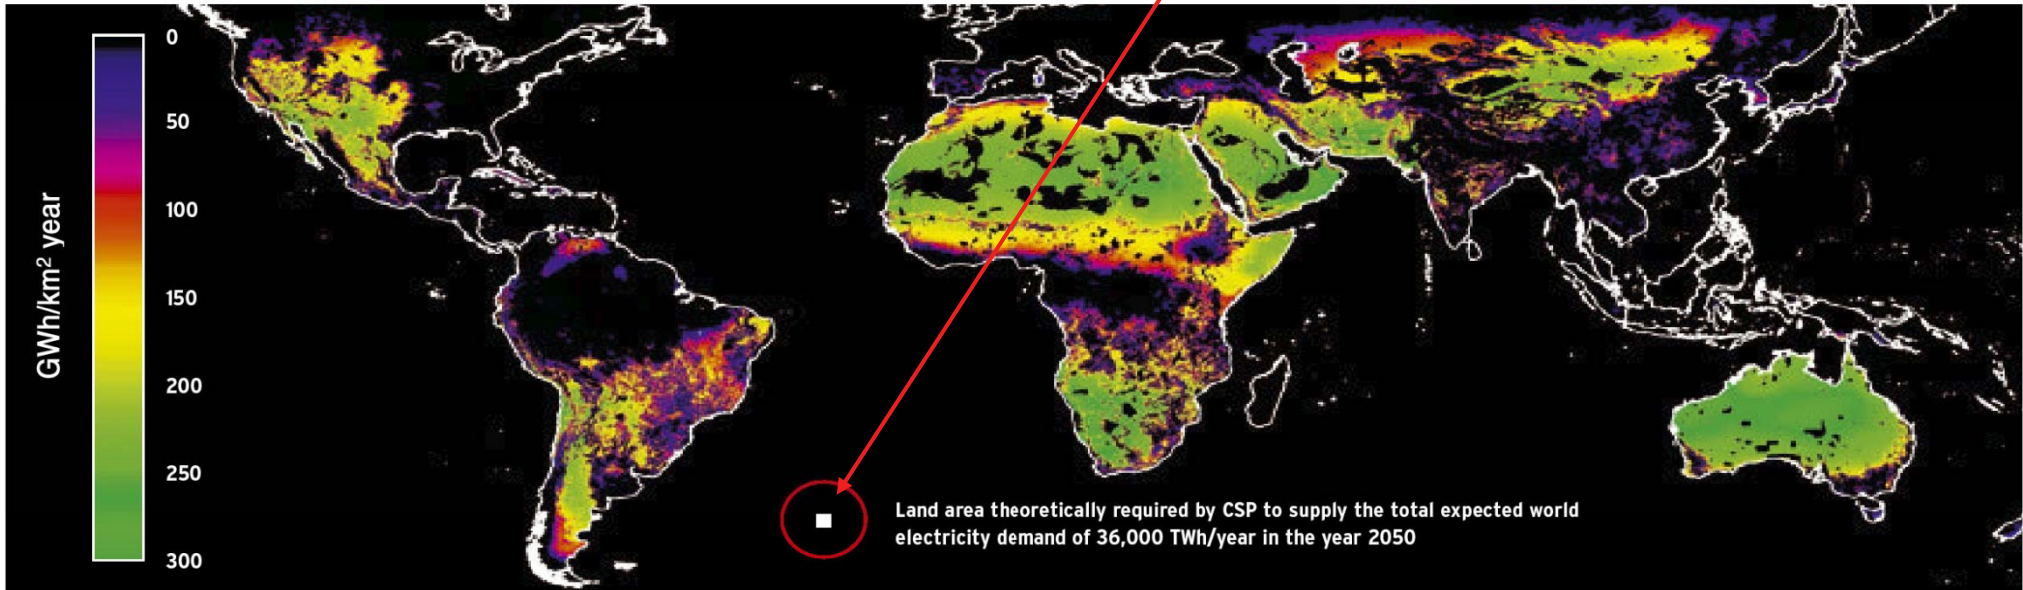 0
50
100
150
200
250
300
GWh/km² year
Land area theoretically required by CSP to supply the total expected world
electricity demand of 36,000 TWh/year in the year 2050